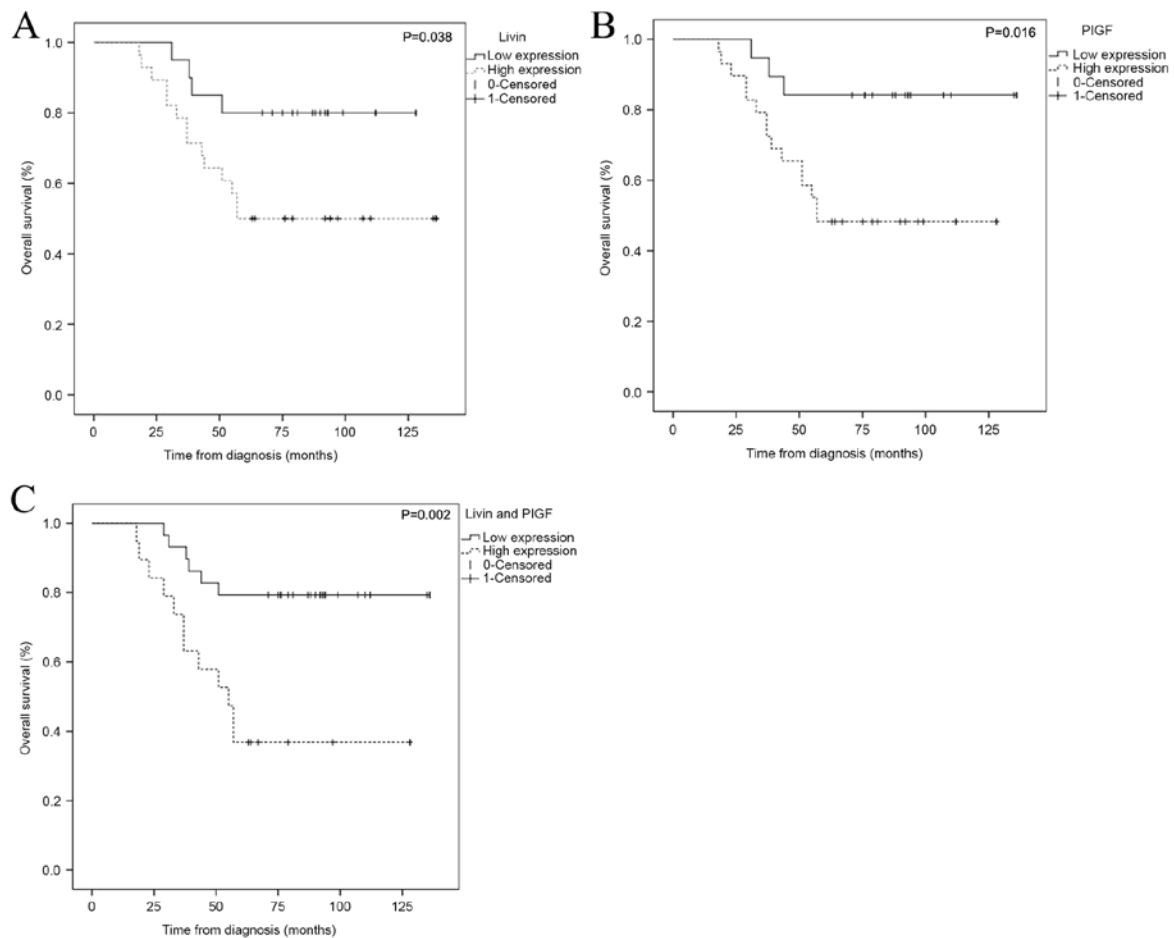 A
P=0.038
Livin
Low expression
High expression
0-Censored
1-Censored
1.0
0.8
0.6
0.4
0.2
0.0
Overall survival (%)
0 25 50 75 100 125
Time from diagnosis (months)
B
P=0.016
PIGF
Low expression
High expression
0-Censored
1-Censored
1.0
0.8
0.6
0.4
0.2
0.0
Overall survival (%)
0 25 50 75 100 125
Time from diagnosis (months)
C
P=0.002
Livin and PIGF
Low expression
High expression
0-Censored
1-Censored
1.0
0.8
0.6
0.4
0.2
0.0
Overall survival (%)
0 25 50 75 100 125
Time from diagnosis (months)